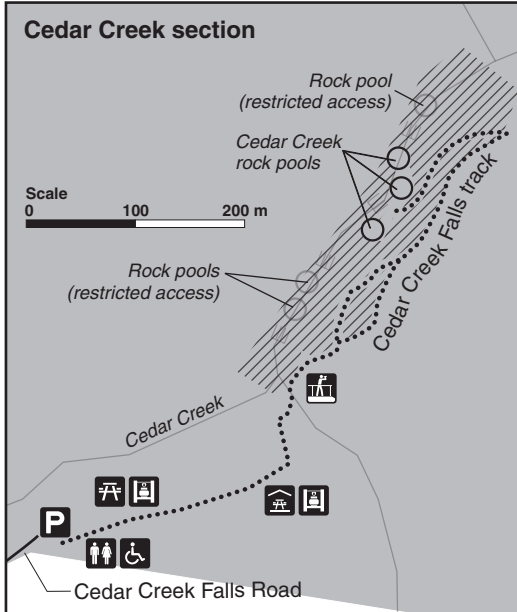 Cedar Creek section
Rock pool
(restricted access)
Cedar Creek
rock pools
Scale
0 100 200 m
Rock pools
(restricted access)
Cedar Creek Falls track
Cedar Creek
P
Cedar Creek Falls Road